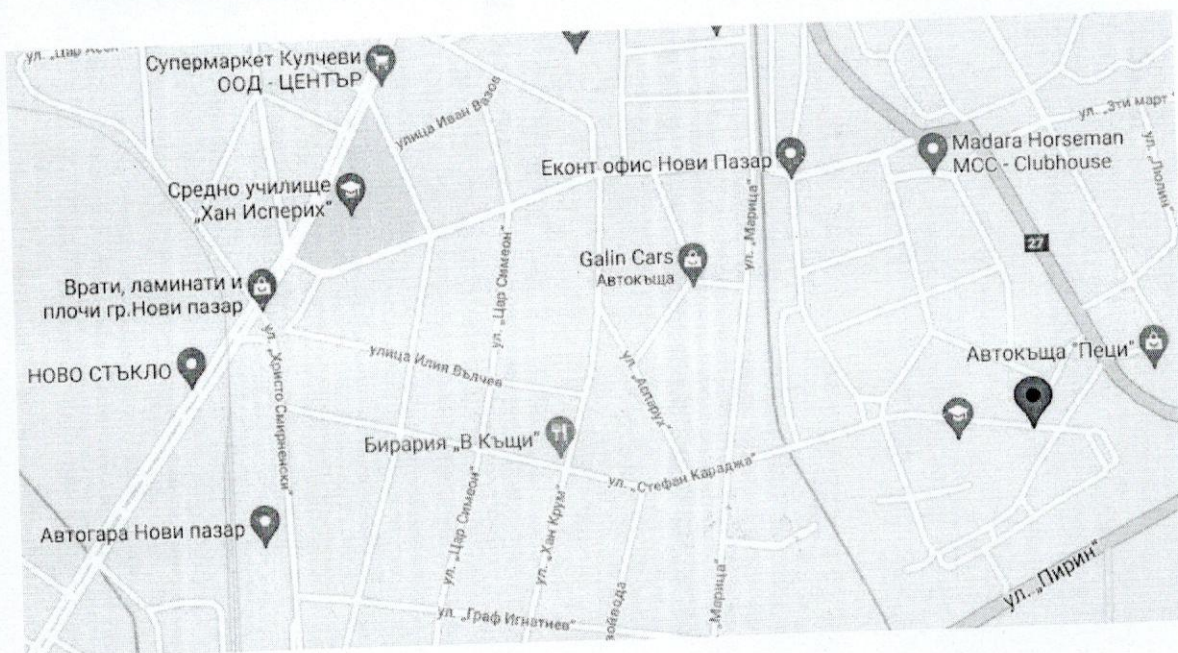 Супермаркет Кулчеви
ООД - ЦЕНТЪР
улица Иван Вазов
ул. „3ти март
Madara Horseman
MCC - Clubhouse
Еконт офис Нови Пазар
ул. „Люлин"
Средно училище
„Хан Исперих"
ул. „Марица"
ул. „Цар Симеон"
27
Galin Cars
Автокъща
Врати, ламинати и
плочи гр.Нови пазар
ул. „Христо Смирненски"
улица Илия Вълчев
ул. „Аспарух"
Автокъща "Пеци"
НОВО СТЪКЛО
Бирария „В Къщи"
ул. „Стефан Караджа"
ул. „Цар Симеон"
ул. „Хан Крум"
Автогара Нови пазар
ул. „Пирин"
„Марица"
ул. „Граф Игнатиев"
войвода